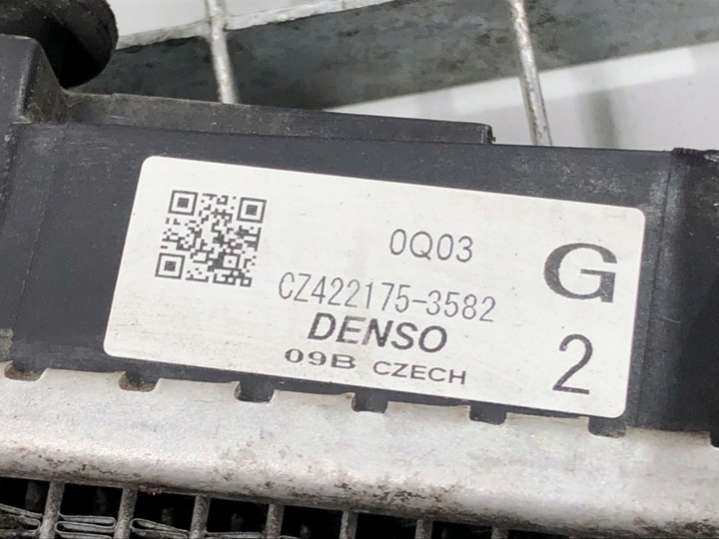 0Q03
G
CZ422175-3582
DENSO
2
09B CZECH